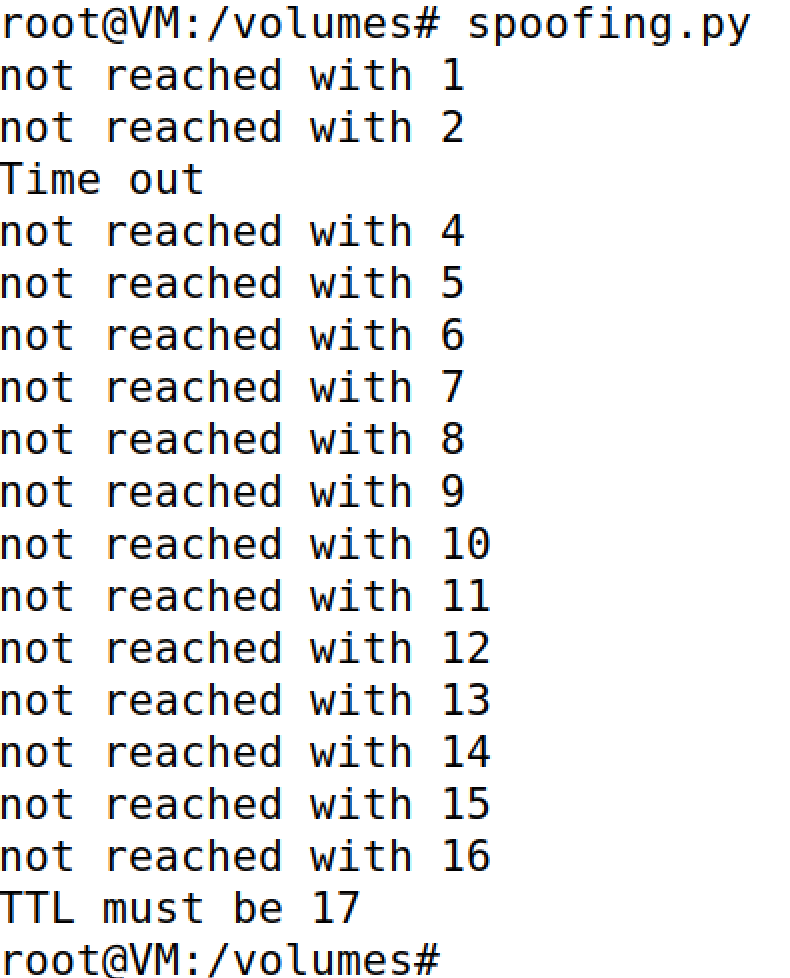 root@VM:/volumes# spoofing.py
not reached with 1
not reached with 2
Time out
not reached with 4
not reached with 5
not reached with 6
not reached with 7
not reached with 8
not reached with 9
not reached with 10
not reached with 11
not reached with 12
not reached with 13
not reached with 14
not reached with 15
not reached with 16
TTL must be 17
root@VM:/volumes#